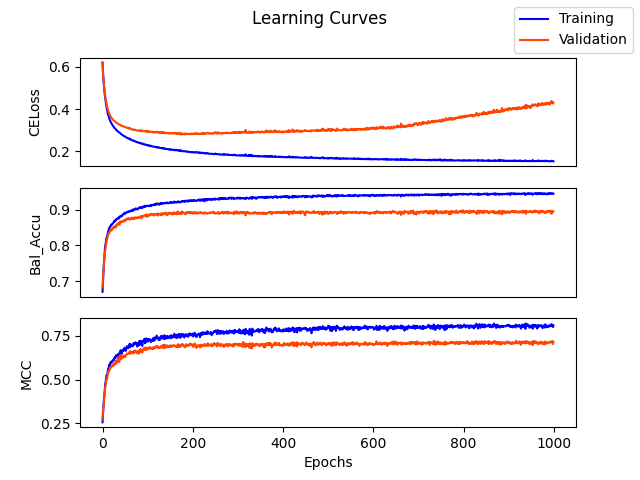 Learning Curves
Training
Validation
CELoss
0.6
0.4
0.2
Bal_Accu
0.9
0.8
0.7
MCC
0.75
0.50
0.25
0 200 400 600 800 1000
Epochs